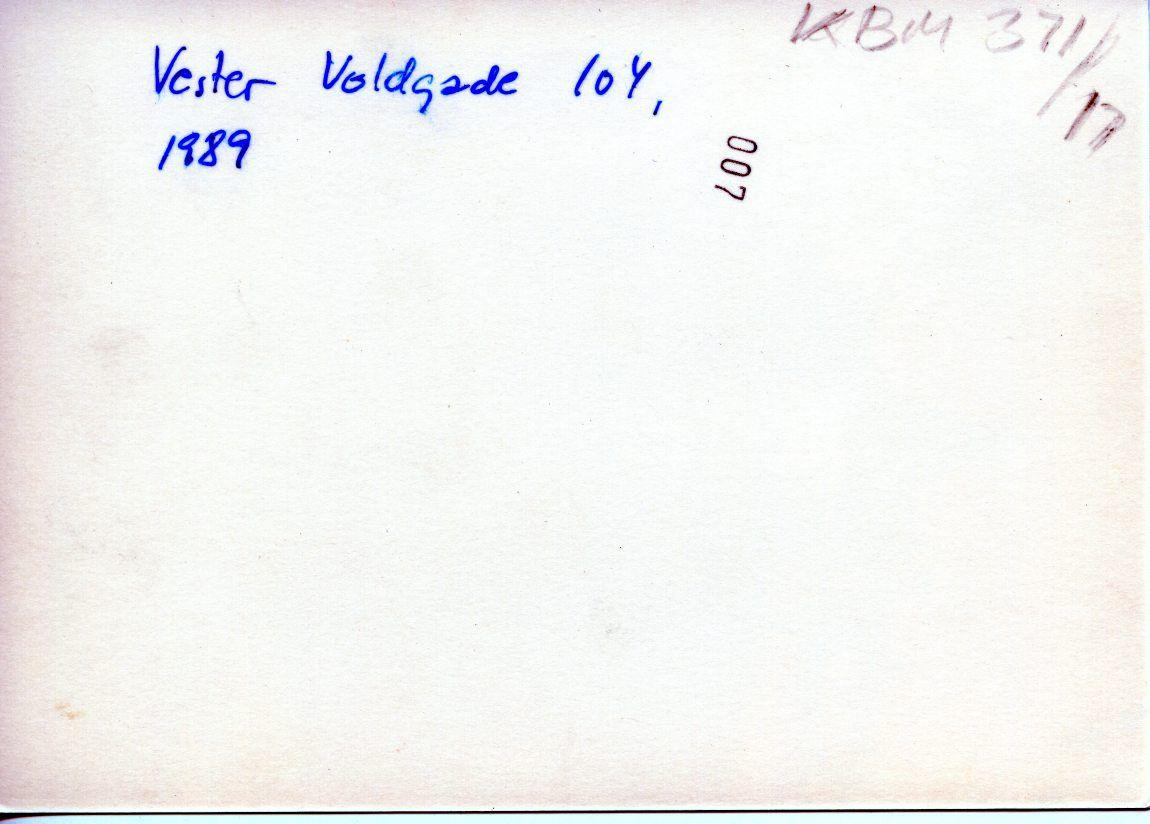 Vester Voldgade 104,
1989
KBM 371/
17
007